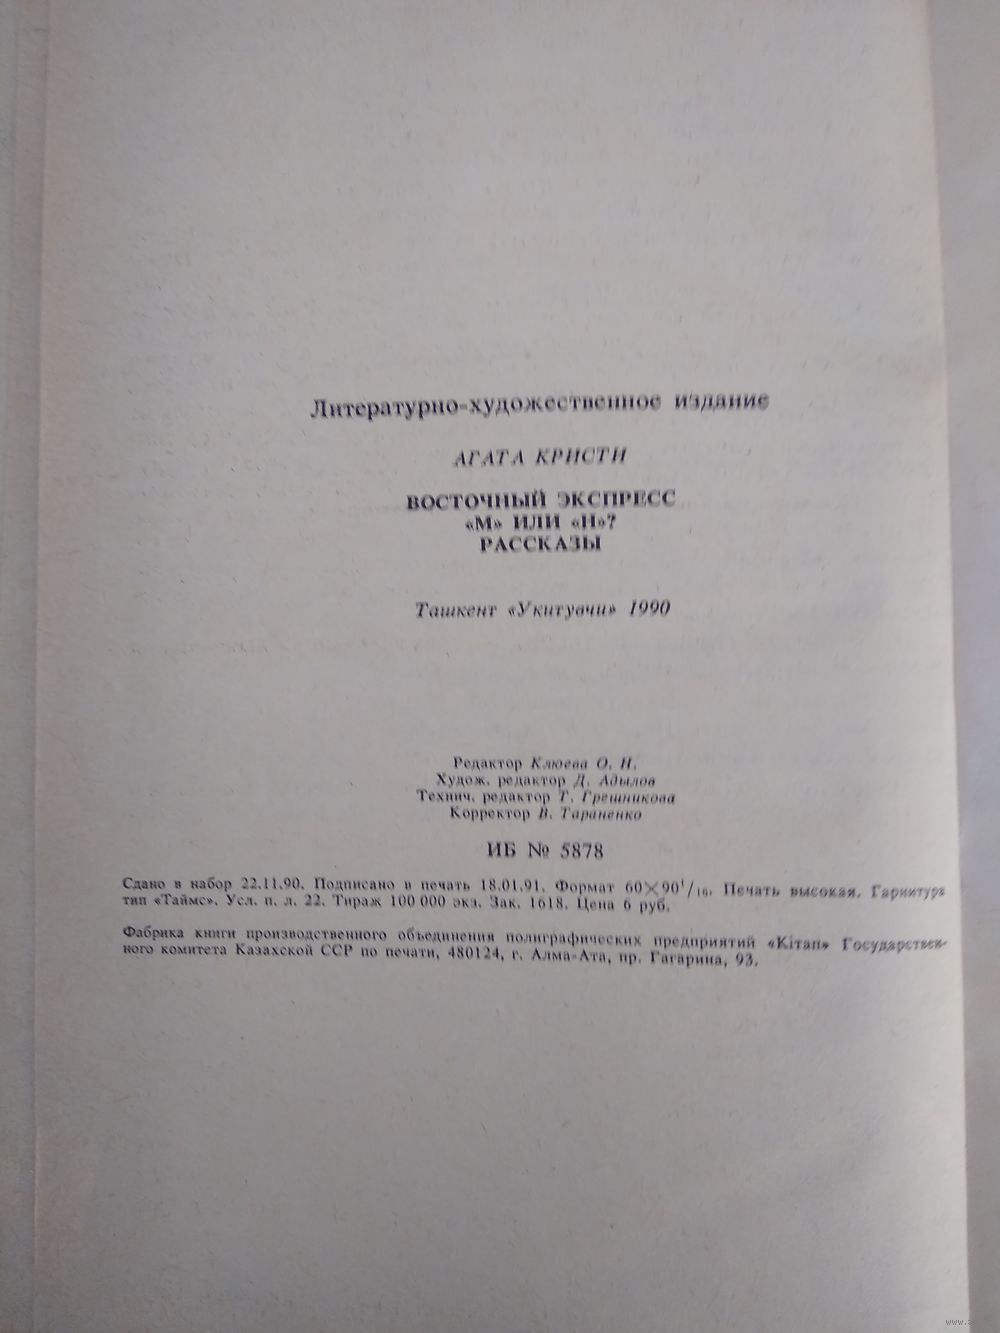 Литературно-художественное издание
АГАТА КРИСТИ
ВОСТОЧНЫЙ ЭКСПРЕСС
«М» ИЛИ «Н»?
РАССКАЗЫ
Ташкент «Укитувчи» 1990
Редактор Клюева О. Н.
Худож. редактор Д. Адылов
Технич. редактор Т. Грешникова
Корректор В. Тараненко
ИБ № 5878
Сдано в набор 22.11.90. Подписано в печать 18.01.91. Формат 60×90¹/₁₆. Печать высокая. Гарнитура
тип «Таймс». Усл. п. л. 22. Тираж 100 000 экз. Зак. 1618. Цена 6 руб.
Фабрика книги производственного объединения полиграфических предприятий «Кітап» Государствен-
ного комитета Казахской ССР по печати, 480124, г. Алма-Ата, пр. Гагарина, 93.